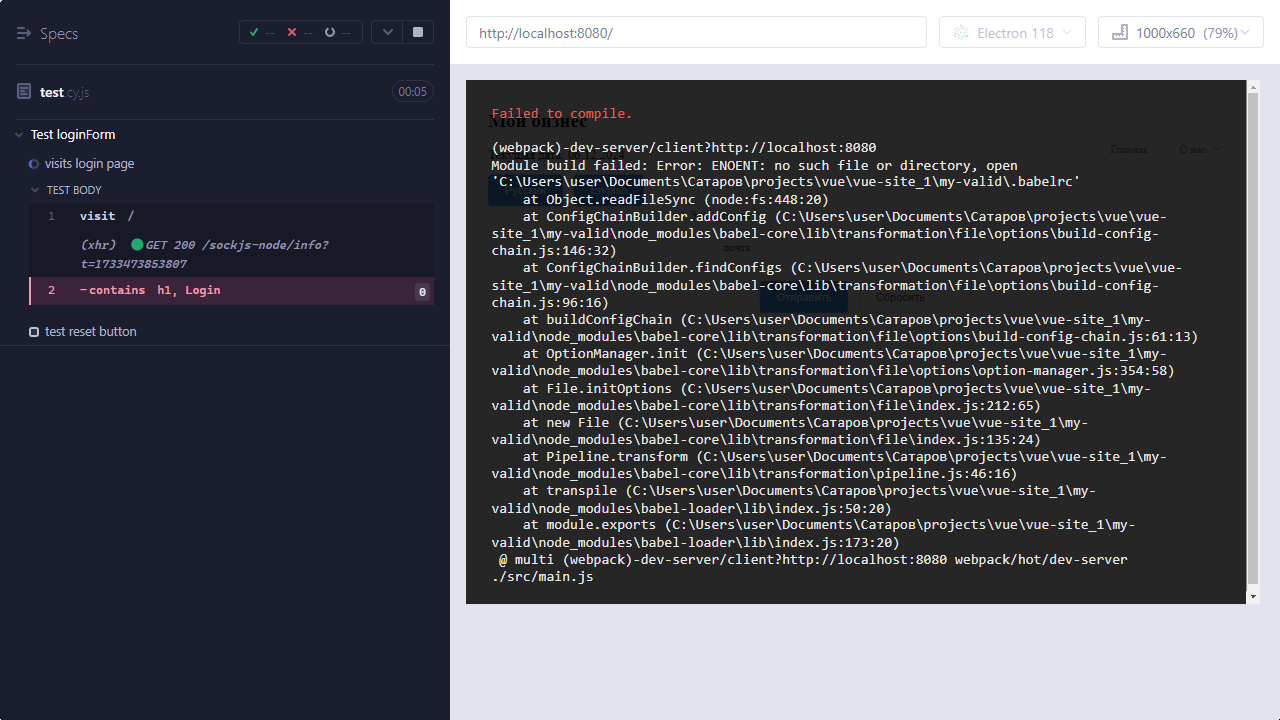 Specs
--
--
--
test cy.js
00:05
Test loginForm
visits login page
TEST BODY
1 visit /
(xhr) GET 200 /sockjs-node/info?
t=1733473853807
2 -contains h1, Login 0
test reset button
http://localhost:8080/
Electron 118
1000x660 (79%)
Failed to compile.
Мой бизнес
(webpack)-dev-server/client?http://localhost:8080
Главная О нас
Module build failed: Error: ENOENT: no such file or directory, open
'C:\Users\user\Documents\Сатаров\projects\vue\vue-site_1\my-valid\.babelrc'
at Object.readFileSync (node:fs:448:20)
at ConfigChainBuilder.addConfig (C:\Users\user\Documents\Сатаров\projects\vue\vue-
site_1\my-valid\node_modules\babel-core\lib\transformation\file\options\build-config-
chain.js:146:32)
at ConfigChainBuilder.findConfigs (C:\Users\user\Documents\Сатаров\projects\vue\vue-
site_1\my-valid\node_modules\babel-core\lib\transformation\file\options\build-config-
chain.js:96:16)
Отправить Сбросить
at buildConfigChain (C:\Users\user\Documents\Сатаров\projects\vue\vue-site_1\my-
valid\node_modules\babel-core\lib\transformation\file\options\build-config-chain.js:61:13)
at OptionManager.init (C:\Users\user\Documents\Сатаров\projects\vue\vue-site_1\my-
valid\node_modules\babel-core\lib\transformation\file\options\option-manager.js:354:58)
at File.initOptions (C:\Users\user\Documents\Сатаров\projects\vue\vue-site_1\my-
valid\node_modules\babel-core\lib\transformation\file\index.js:212:65)
at new File (C:\Users\user\Documents\Сатаров\projects\vue\vue-site_1\my-
valid\node_modules\babel-core\lib\transformation\file\index.js:135:24)
at Pipeline.transform (C:\Users\user\Documents\Сатаров\projects\vue\vue-site_1\my-
valid\node_modules\babel-core\lib\transformation\pipeline.js:46:16)
at transpile (C:\Users\user\Documents\Сатаров\projects\vue\vue-site_1\my-
valid\node_modules\babel-loader\lib\index.js:50:20)
at module.exports (C:\Users\user\Documents\Сатаров\projects\vue\vue-site_1\my-
valid\node_modules\babel-loader\lib\index.js:173:20)
@ multi (webpack)-dev-server/client?http://localhost:8080 webpack/hot/dev-server
./src/main.js